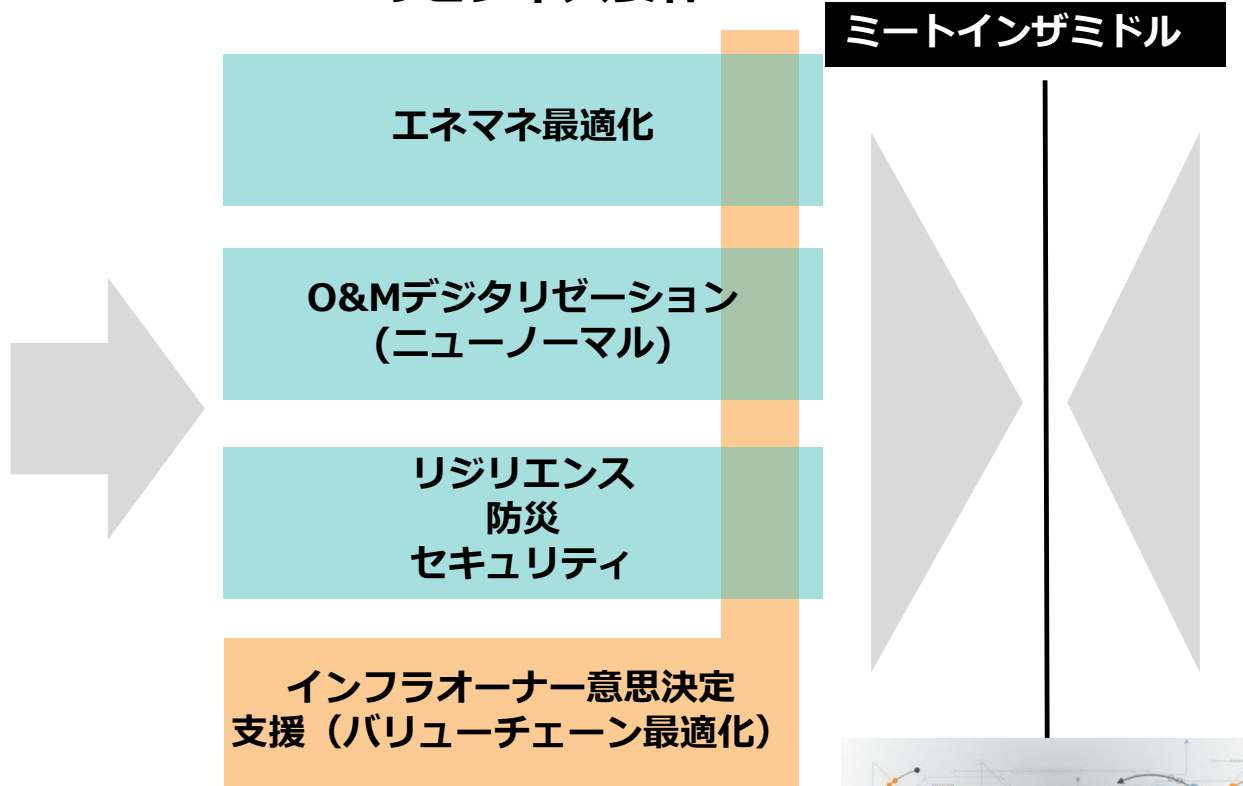 ミートインザミドル
エネマネ最適化
O&Mデジタリゼーション
(ニューノーマル)
リジリエンス
防災
セキュリティ
インフラオーナー意思決定
支援（バリューチェーン最適化）